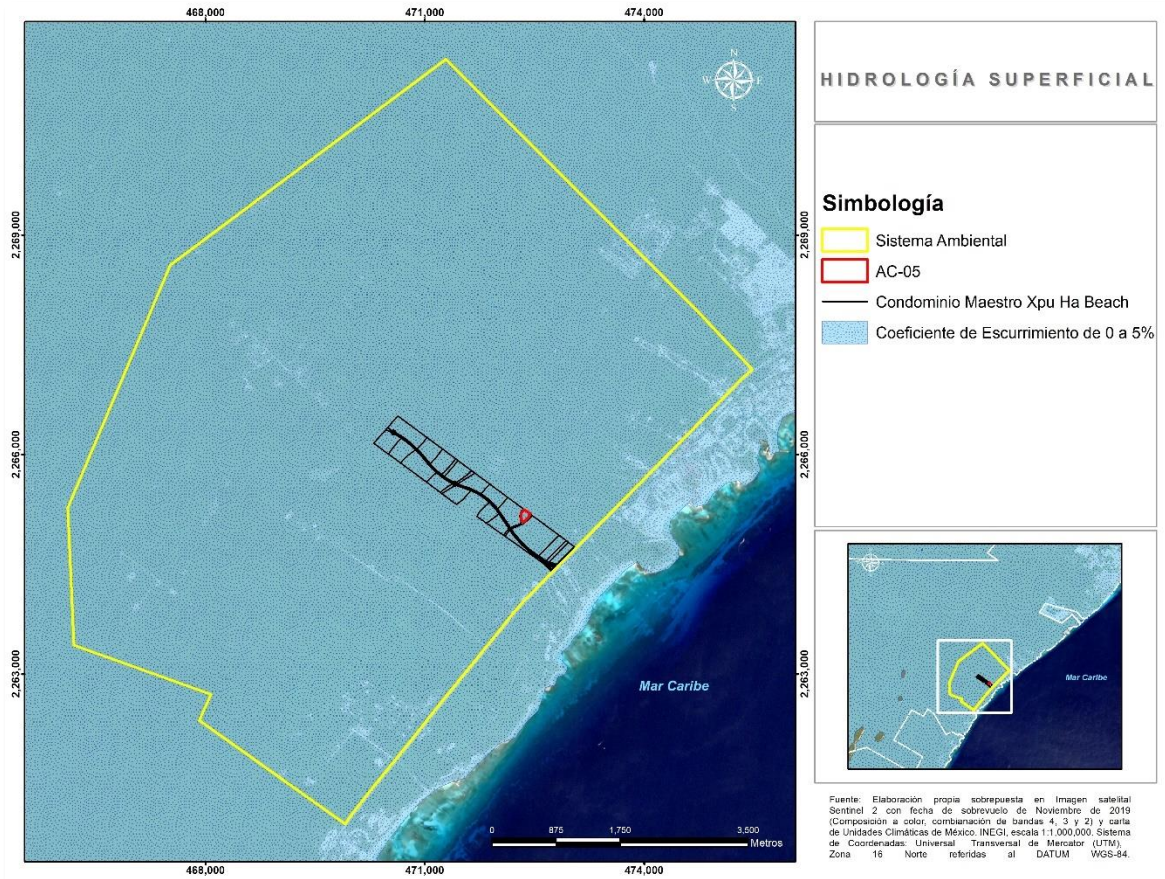 468,000
471,000
474,000
2,269,000
2,269,000
2,266,000
2,266,000
2,263,000
2,263,000
N
W
E
S
Mar Caribe
0
875
1,750
3,500
Metros
HIDROLOGÍA SUPERFICIAL
Simbología
Sistema Ambiental
AC-05
Condominio Maestro Xpu Ha Beach
Coeficiente de Escurrimiento de 0 a 5%
Mar Caribe
Fuente: Elaboración propia sobrepuesta en Imagen satelital
Sentinel 2 con fecha de sobrevuelo de Noviembre de 2019
(Composición a color, combianación de bandas 4, 3 y 2) y carta
de Unidades Climáticas de México. INEGI, escala 1:1,000,000. Sistema
de Coordenadas: Universal Transversal de Mercator (UTM),
Zona 16 Norte referidas al DATUM WGS-84.
468,000
471,000
474,000